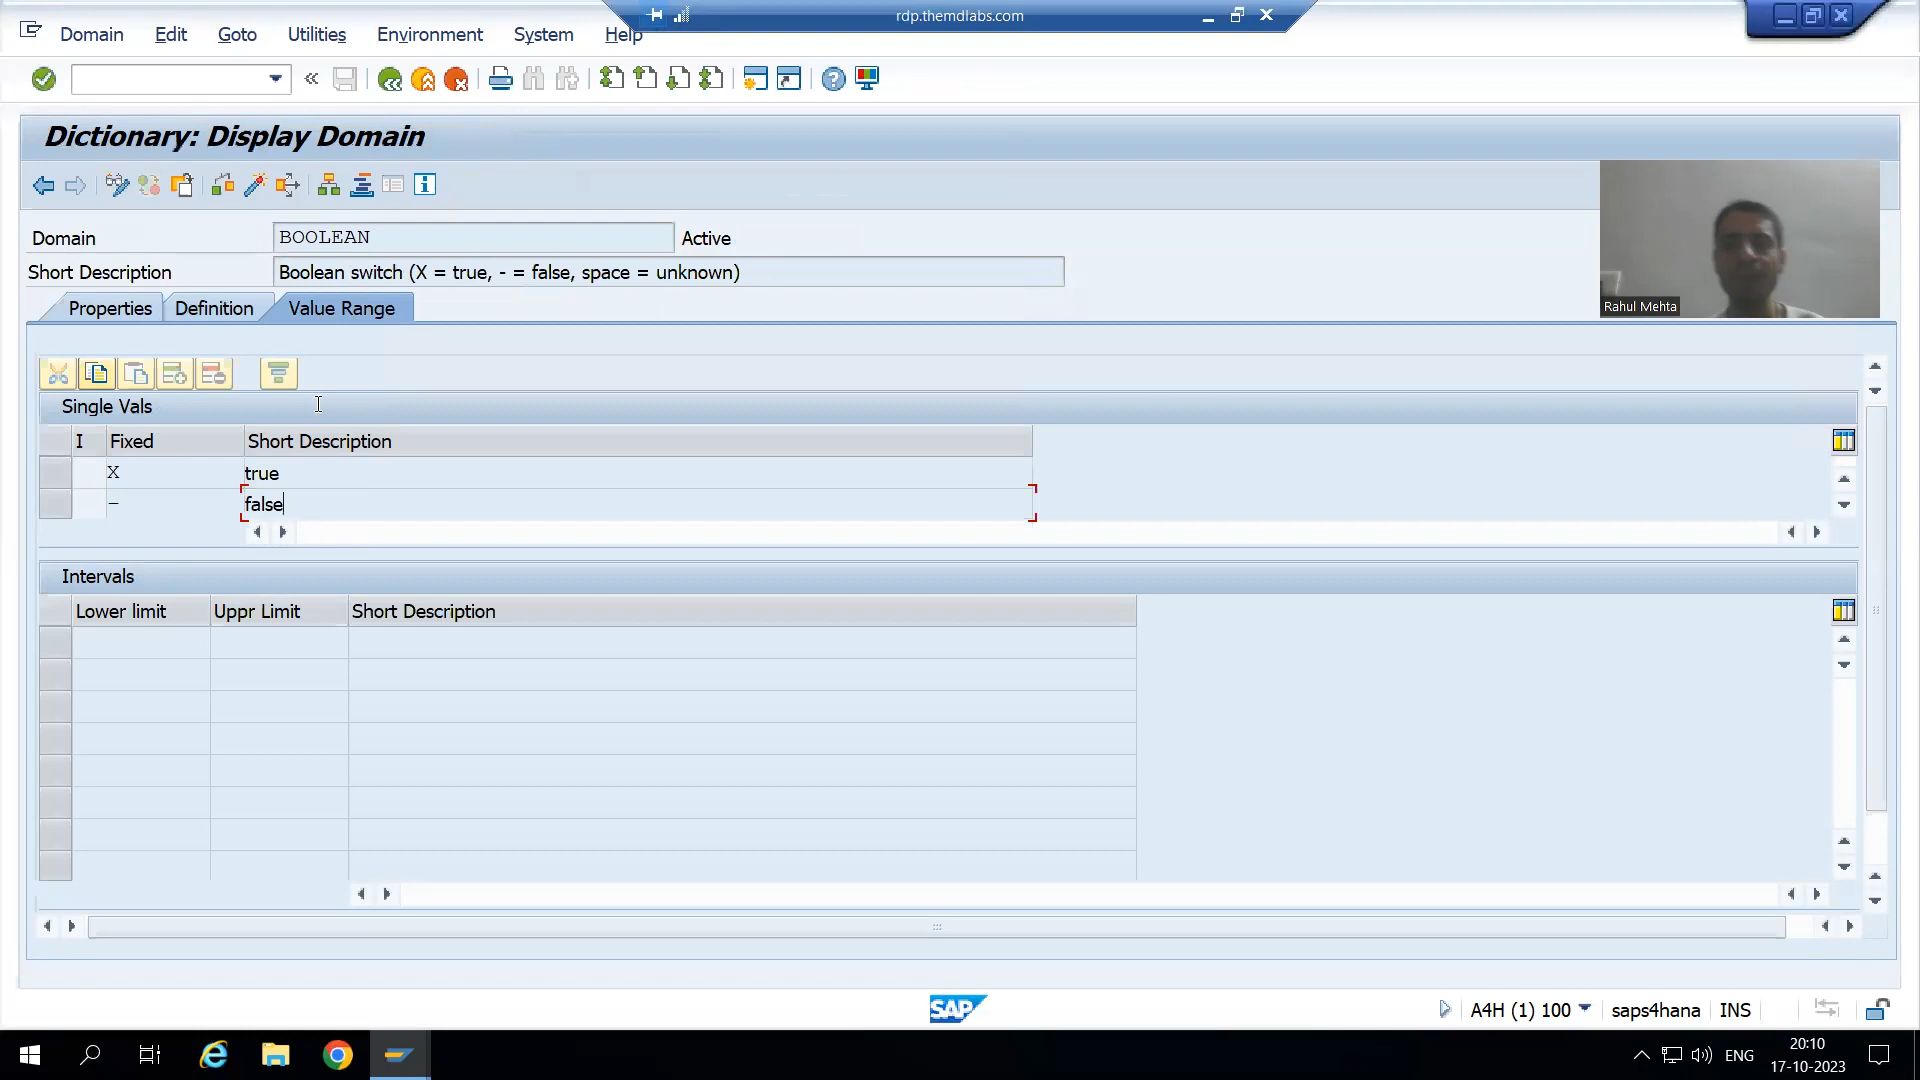 rdp.themdlabs.com
Domain Edit Goto Utilities Environment System Help
Dictionary: Display Domain
Domain BOOLEAN Active
Short Description Boolean switch (X = true, - = false, space = unknown)
Rahul Mehta
Properties Definition Value Range
Single Vals
I Fixed Short Description
X true
- false
Intervals
Lower limit Uppr Limit Short Description
SAP A4H (1) 100 saps4hana INS
ENG 20:10
17-10-2023